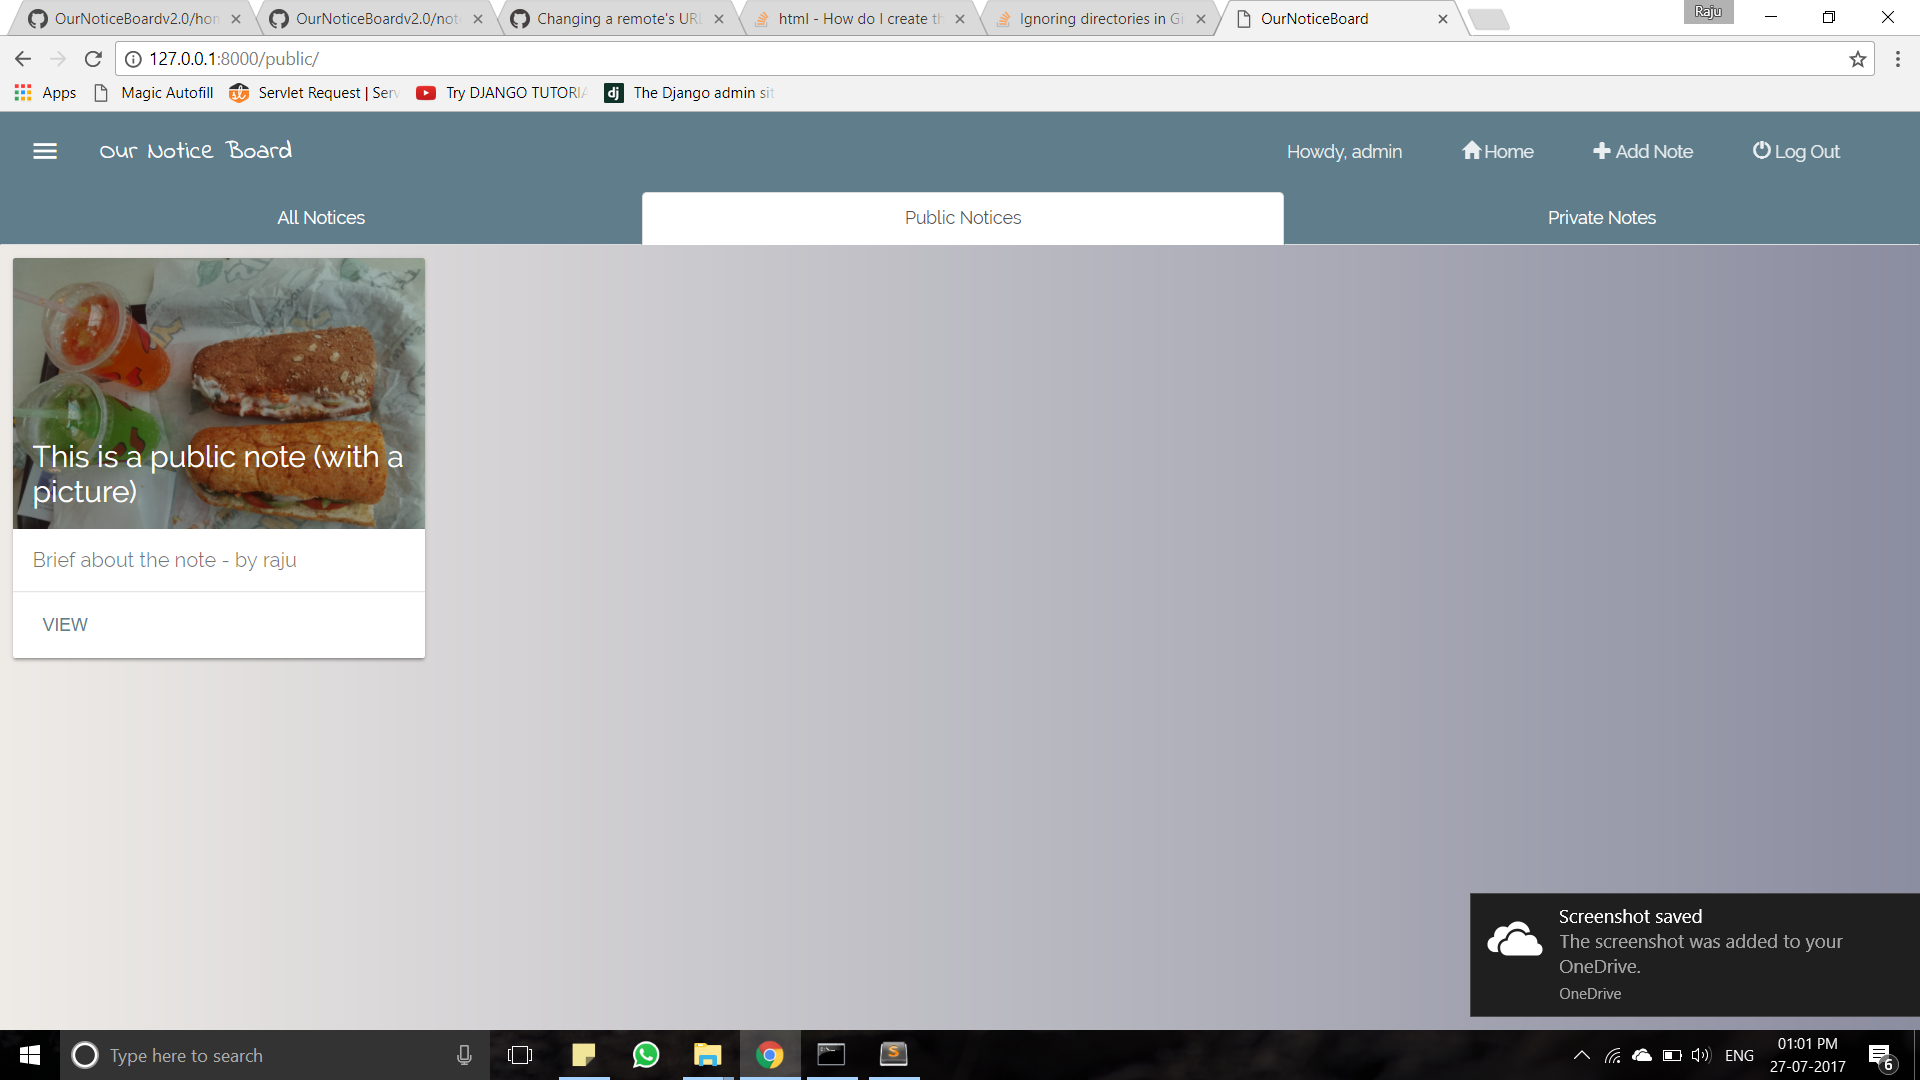 OurNoticeBoardv2.0/hon
OurNoticeBoardv2.0/not
Changing a remote's UR
html - How do I create th
Ignoring directories in Gi
OurNoticeBoard
Raju
127.0.0.1:8000/public/
Apps
Magic Autofill
Servlet Request | Serv
Try DJANGO TUTORIA
dj
The Django admin sit
Our Notice Board
Howdy, admin
Home
Add Note
Log Out
All Notices
Public Notices
Private Notes
This is a public note (with a
picture)
Brief about the note - by raju
VIEW
Screenshot saved
The screenshot was added to your
OneDrive.
OneDrive
Type here to search
ENG
01:01 PM
27-07-2017
6